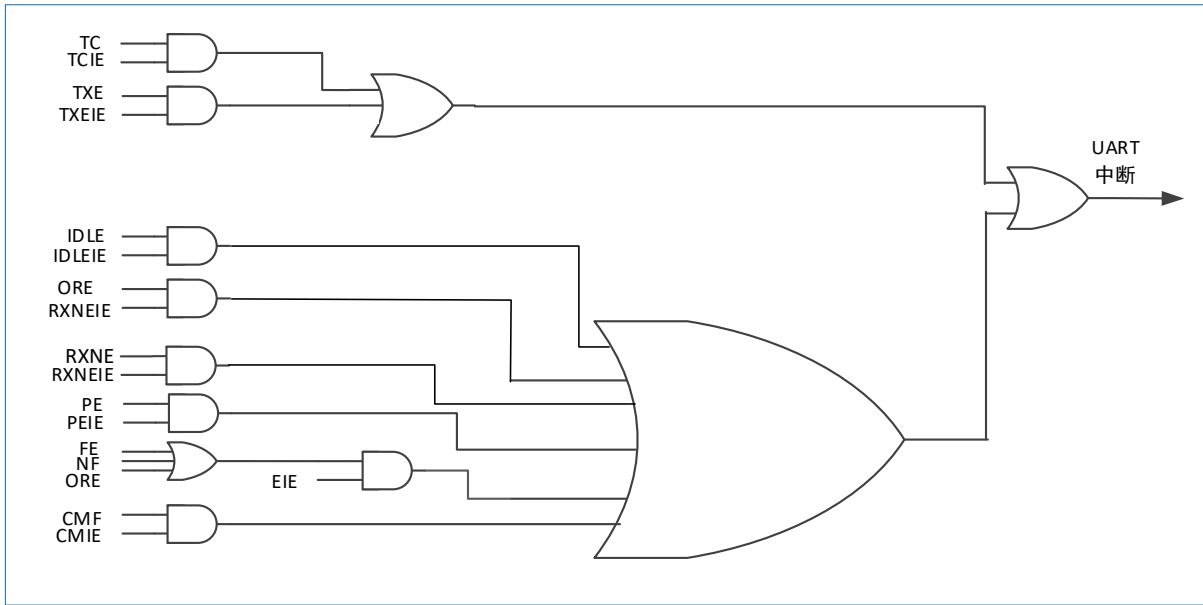 TC
TCIE
TXE
TXEIE
UART
中断
IDLE
IDLEIE
ORE
RXNEIE
RXNE
RXNEIE
PE
PEIE
FE
NF
ORE
EIE
CMF
CMIE